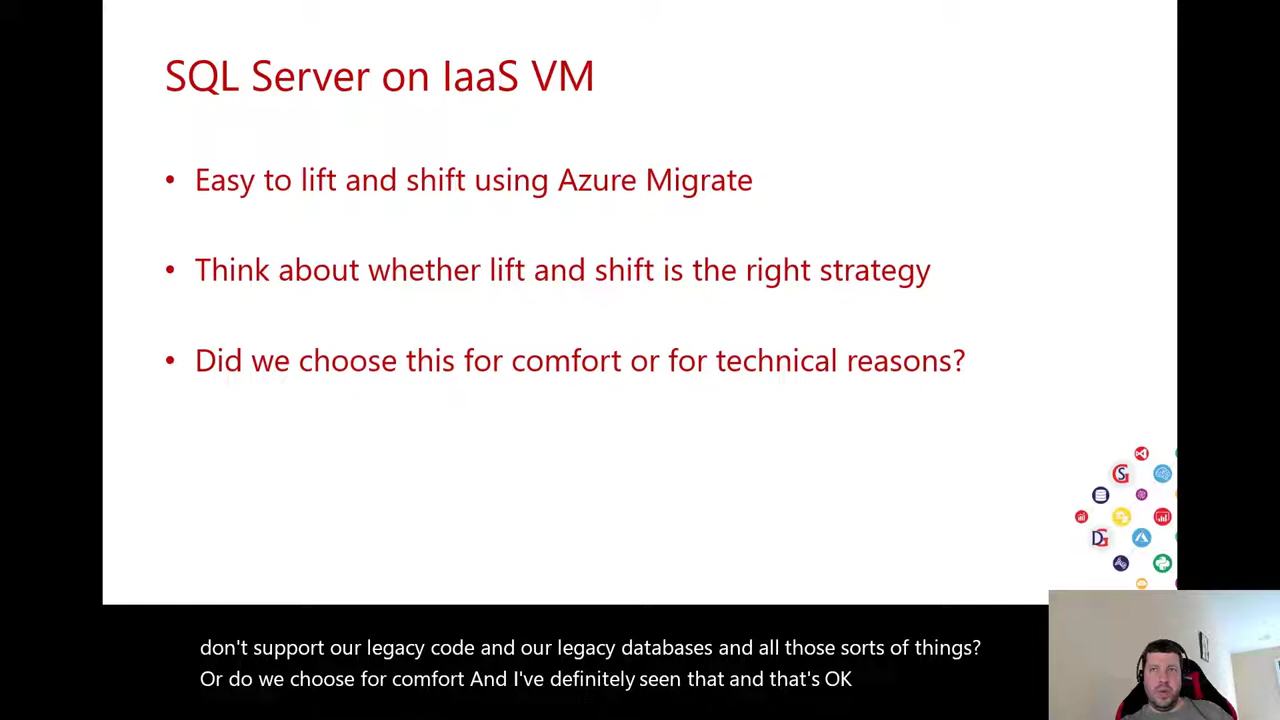 SQL Server on IaaS VM
• Easy to lift and shift using Azure Migrate
• Think about whether lift and shift is the right strategy
• Did we choose this for comfort or for technical reasons?
don't support our legacy code and our legacy databases and all those sorts of things?
Or do we choose for comfort And I've definitely seen that and that's OK